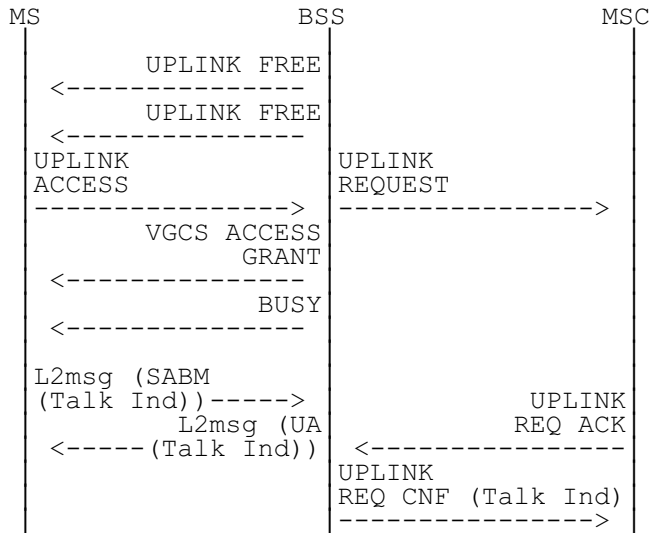 MS BSS MSC
UPLINK FREE
<---------------
UPLINK FREE
<---------------
UPLINK UPLINK
ACCESS REQUEST
----------------> ---------------->
VGCS ACCESS
GRANT
<---------------
BUSY
<---------------
L2msg (SABM
(Talk Ind))-----> UPLINK
L2msg (UA REQ ACK
<-----(Talk Ind)) <----------------
UPLINK
REQ CNF (Talk Ind)
---------------->